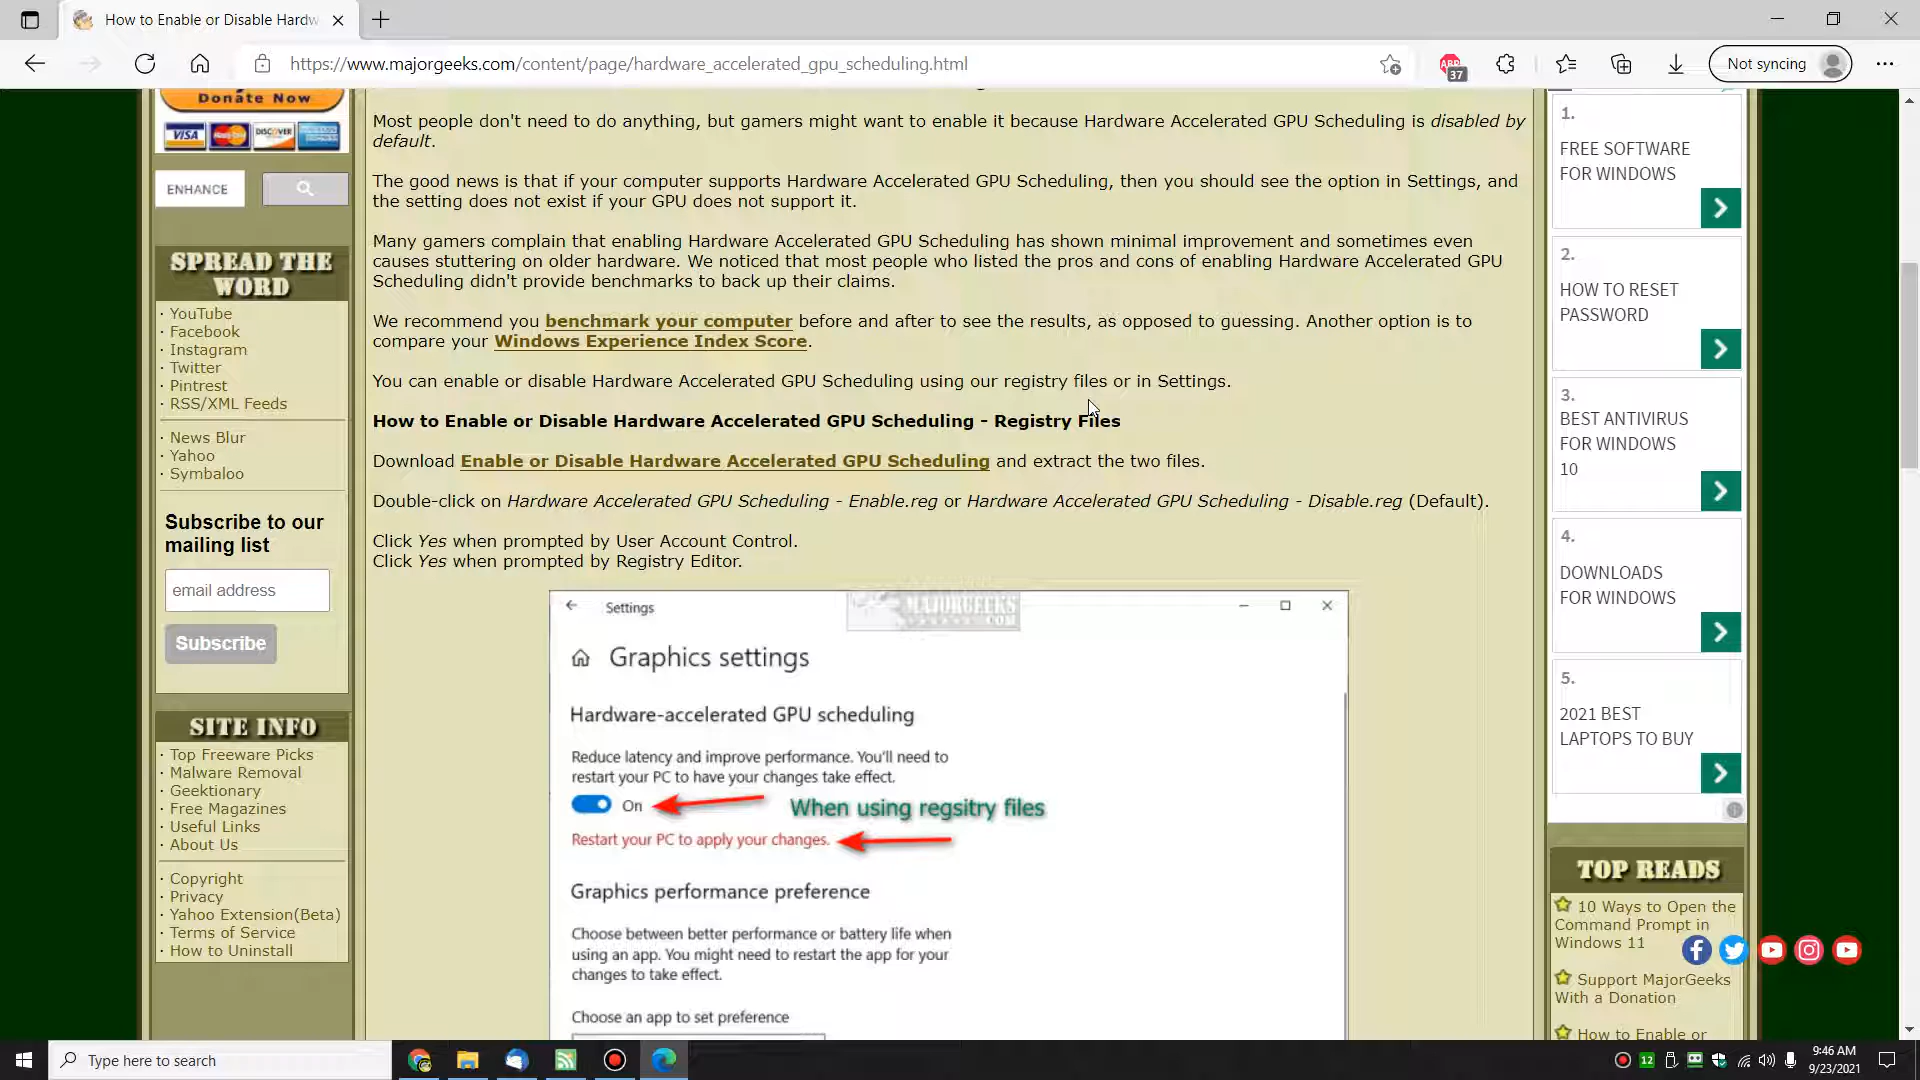 How to Enable or Disable Hardw
https://www.majorgeeks.com/content/page/hardware_accelerated_gpu_scheduling.html
ABP
37
Not syncing
Donate Now
VISA MasterCard DISCOVER
ENHANCE
SPREAD THE
WORD
· YouTube
· Facebook
· Instagram
· Twitter
· Pintrest
· RSS/XML Feeds
· News Blur
· Yahoo
· Symbaloo
Subscribe to our
mailing list
email address
Subscribe
SITE INFO
· Top Freeware Picks
· Malware Removal
· Geektionary
· Free Magazines
· Useful Links
· About Us
· Copyright
· Privacy
· Yahoo Extension(Beta)
· Terms of Service
· How to Uninstall
Most people don't need to do anything, but gamers might want to enable it because Hardware Accelerated GPU Scheduling is disabled by
default.
The good news is that if your computer supports Hardware Accelerated GPU Scheduling, then you should see the option in Settings, and
the setting does not exist if your GPU does not support it.
Many gamers complain that enabling Hardware Accelerated GPU Scheduling has shown minimal improvement and sometimes even
causes stuttering on older hardware. We noticed that most people who listed the pros and cons of enabling Hardware Accelerated GPU
Scheduling didn't provide benchmarks to back up their claims.
We recommend you benchmark your computer before and after to see the results, as opposed to guessing. Another option is to
compare your Windows Experience Index Score.
You can enable or disable Hardware Accelerated GPU Scheduling using our registry files or in Settings.
How to Enable or Disable Hardware Accelerated GPU Scheduling - Registry Files
Download Enable or Disable Hardware Accelerated GPU Scheduling and extract the two files.
Double-click on Hardware Accelerated GPU Scheduling - Enable.reg or Hardware Accelerated GPU Scheduling - Disable.reg (Default).
Click Yes when prompted by User Account Control.
Click Yes when prompted by Registry Editor.
Settings
MAJORGEEKS
.COM
Graphics settings
Hardware-accelerated GPU scheduling
Reduce latency and improve performance. You'll need to
restart your PC to have your changes take effect.
On
When using regsitry files
Restart your PC to apply your changes.
Graphics performance preference
Choose between better performance or battery life when
using an app. You might need to restart the app for your
changes to take effect.
Choose an app to set preference
1.
FREE SOFTWARE
FOR WINDOWS
2.
HOW TO RESET
PASSWORD
3.
BEST ANTIVIRUS
FOR WINDOWS
10
4.
DOWNLOADS
FOR WINDOWS
5.
2021 BEST
LAPTOPS TO BUY
TOP READS
10 Ways to Open the
Command Prompt in
Windows 11
Support MajorGeeks
With a Donation
How to Enable or
Type here to search
12
9:46 AM
9/23/2021